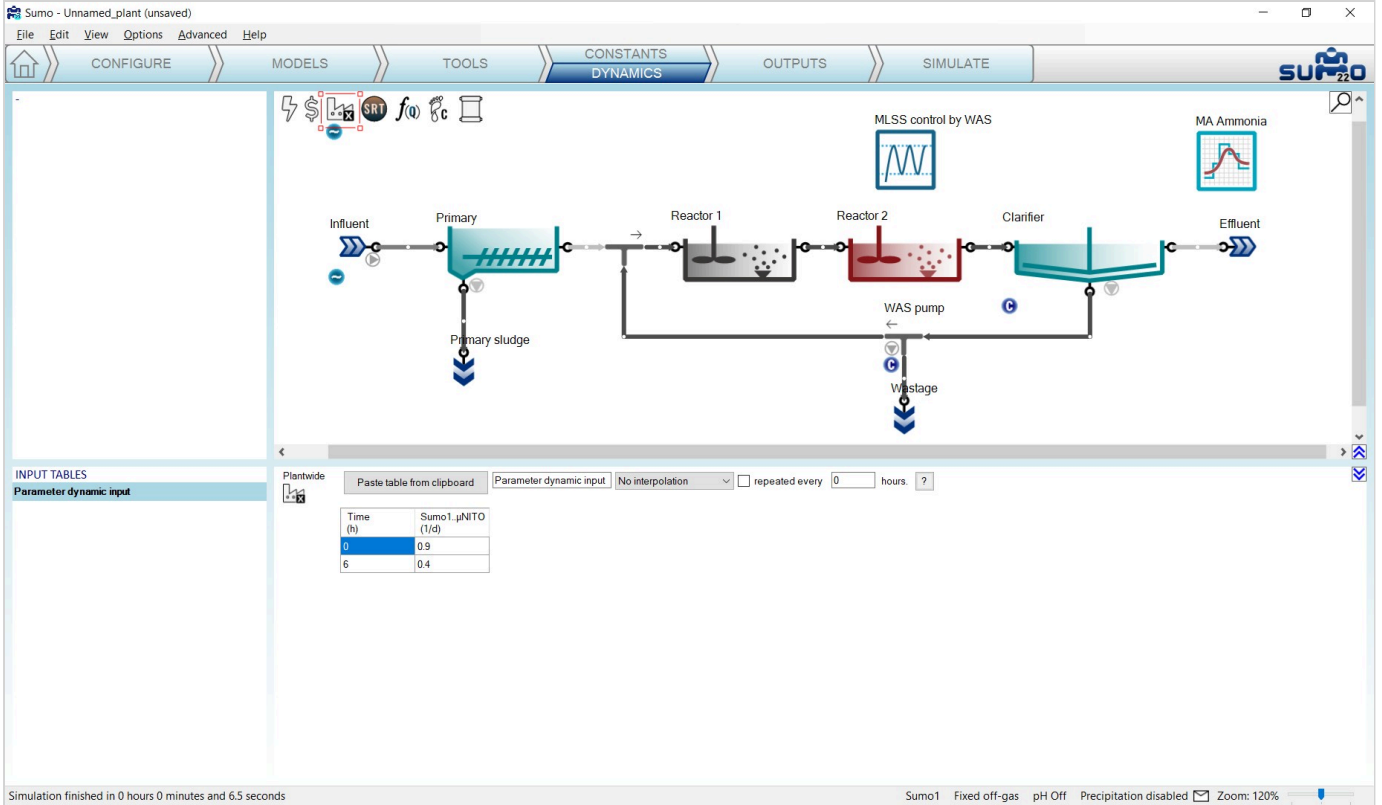 Sumo - Unnamed_plant (unsaved)
File Edit View Options Advanced Help
CONFIGURE
MODELS
TOOLS
CONSTANTS
DYNAMICS
OUTPUTS
SIMULATE
SUMO
22
-
$
SRT
f(Q)
C
MLSS control by WAS
MA Ammonia
Influent
Primary
Reactor 1
Reactor 2
Clarifier
Effluent
WAS pump
C
C
Primary sludge
Wastage
INPUT TABLES
Parameter dynamic input
Plantwide
Paste table from clipboard
Parameter dynamic input
No interpolation
repeated every 0 hours. ?
Time (h) Sumo1..µNITO (1/d)
0 0.9
6 0.4
Simulation finished in 0 hours 0 minutes and 6.5 seconds
Sumo1 Fixed off-gas pH Off Precipitation disabled Zoom: 120%